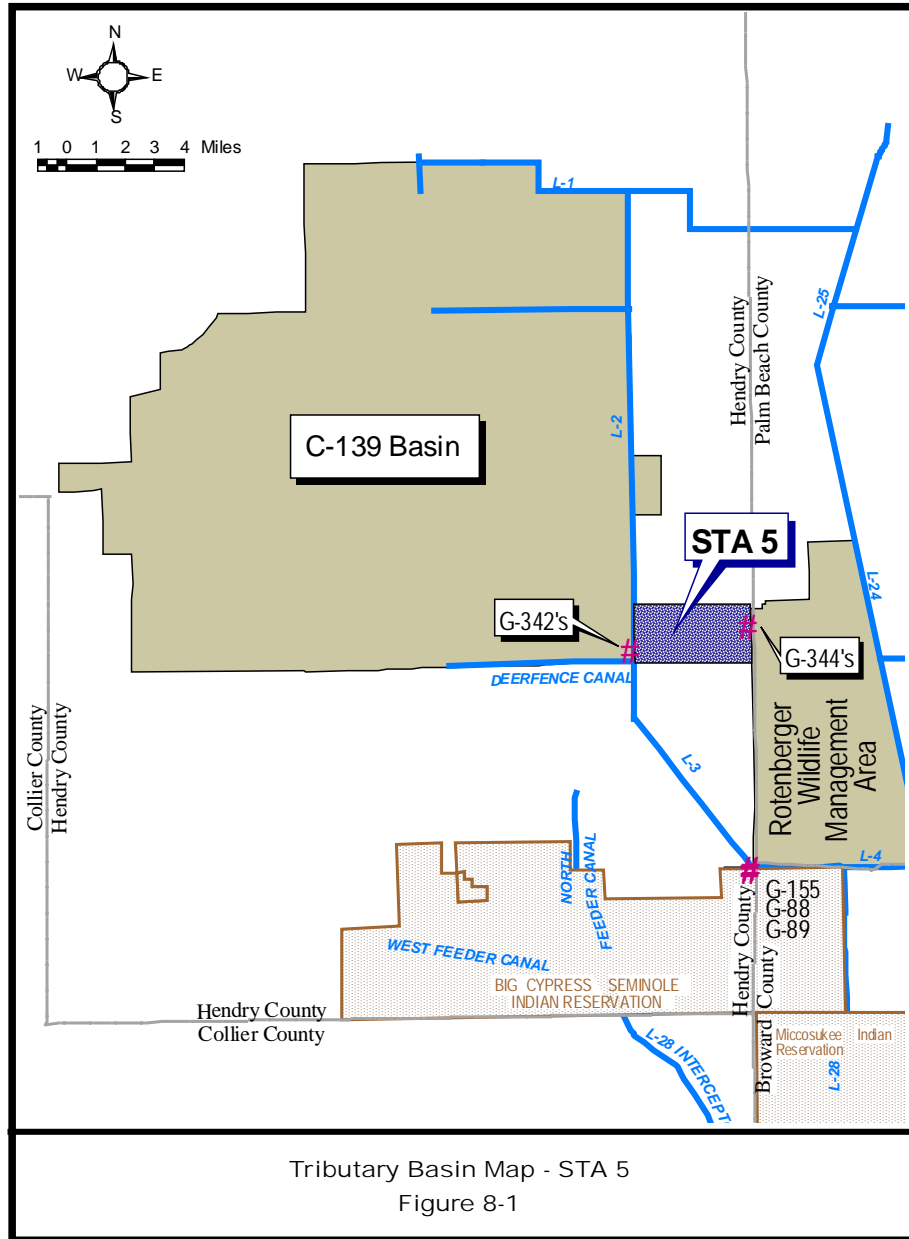 N
W
E
S
1 0 1 2 3 4 Miles
L-1
L-25
Hendry County
Palm Beach County
L-2
C-139 Basin
STA 5
L-24
G-342's
G-344's
DEERFENCE CANAL
Rotenberger
Wildlife
Management
Area
L-3
Collier County
Hendry County
L-4
NORTH
FEEDER CANAL
G-155
G-88
G-89
WEST FEEDER CANAL
BIG CYPRESS SEMINOLE
INDIAN RESERVATION
Hendry County
Broward County
Hendry County
Collier County
L-28 INTERCEPT
Miccosukee Indian
Reservation
L-28
Tributary Basin Map - STA 5
Figure 8-1